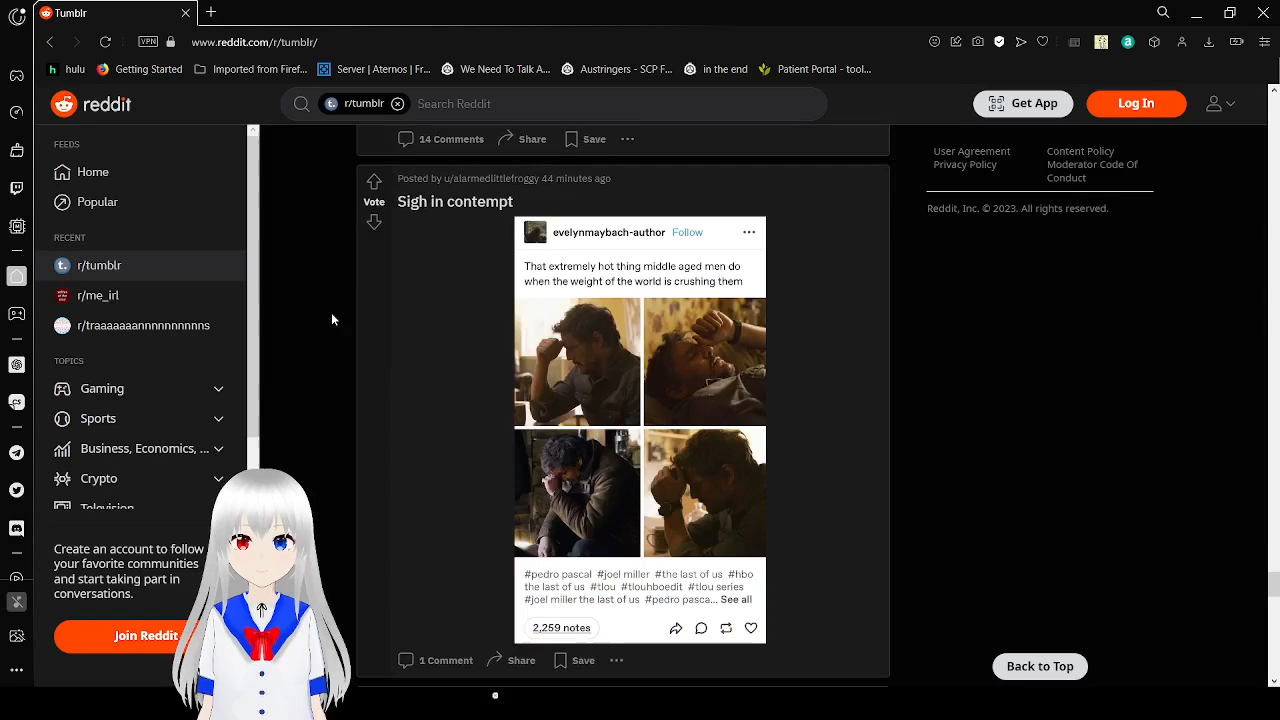 Tumblr
VPN
www.reddit.com/r/tumblr/
hulu
Getting Started
Imported from Firef...
Server | Aternos | Fr...
We Need To Talk A...
Austringers - SCP F...
in the end
Patient Portal - tool...
reddit
r/tumblr
Search Reddit
Get App
Log In
FEEDS
Home
Popular
RECENT
r/tumblr
r/me_irl
r/traaaaaaannnnnnnnnns
TOPICS
Gaming
Sports
Business, Economics, ...
Crypto
Television
Create an account to follow
your favorite communities
and start taking part in
conversations.
Join Reddit
14 Comments
Share
Save
Posted by u/alarmedlittlefroggy 44 minutes ago
Vote
Sigh in contempt
evelynmaybach-author Follow
That extremely hot thing middle aged men do
when the weight of the world is crushing them
#pedro pascal #joel miller #the last of us #hbo
the last of us #tlou #tlouhboedit #tlou series
#joel miller the last of us #pedro pasca... See all
2,259 notes
1 Comment
Share
Save
User Agreement
Privacy Policy
Content Policy
Moderator Code Of
Conduct
Reddit, Inc. © 2023. All rights reserved.
Back to Top